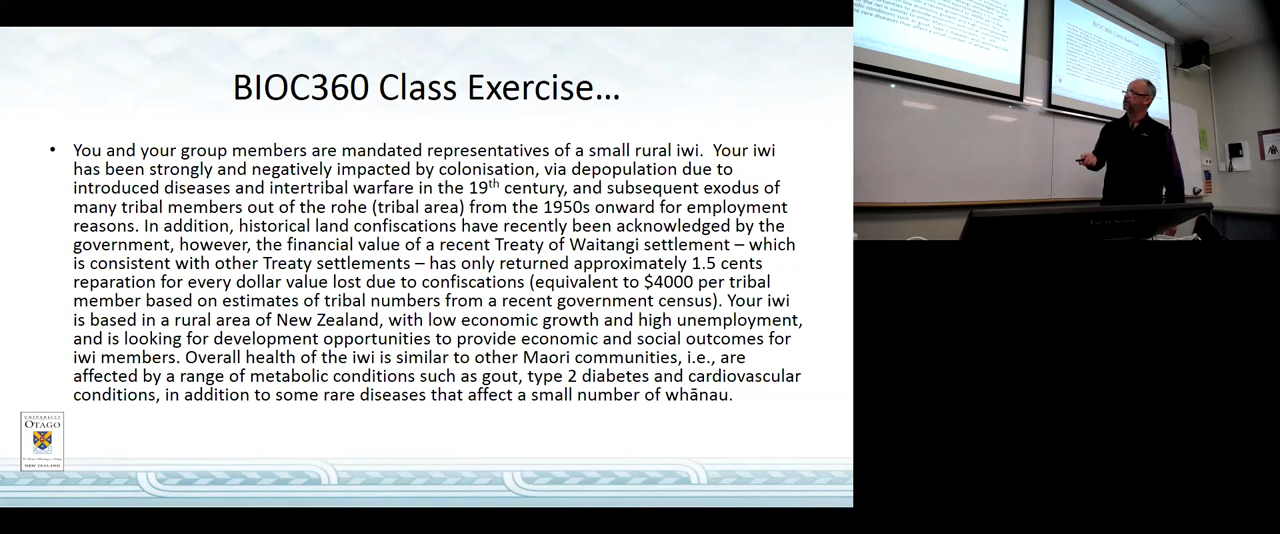 BIOC360 Class Exercise…
• You and your group members are mandated representatives of a small rural iwi.  Your iwi
has been strongly and negatively impacted by colonisation, via depopulation due to
introduced diseases and intertribal warfare in the 19th century, and subsequent exodus of
many tribal members out of the rohe (tribal area) from the 1950s onward for employment
reasons. In addition, historical land confiscations have recently been acknowledged by the
government, however, the financial value of a recent Treaty of Waitangi settlement – which
is consistent with other Treaty settlements – has only returned approximately 1.5 cents
reparation for every dollar value lost due to confiscations (equivalent to $4000 per tribal
member based on estimates of tribal numbers from a recent government census). Your iwi
is based in a rural area of New Zealand, with low economic growth and high unemployment,
and is looking for development opportunities to provide economic and social outcomes for
iwi members. Overall health of the iwi is similar to other Maori communities, i.e., are
affected by a range of metabolic conditions such as gout, type 2 diabetes and cardiovascular
conditions, in addition to some rare diseases that affect a small number of whānau.
UNIVERSITY
OTAGO
NEW ZEALAND
BIOC360 Class Exercise…